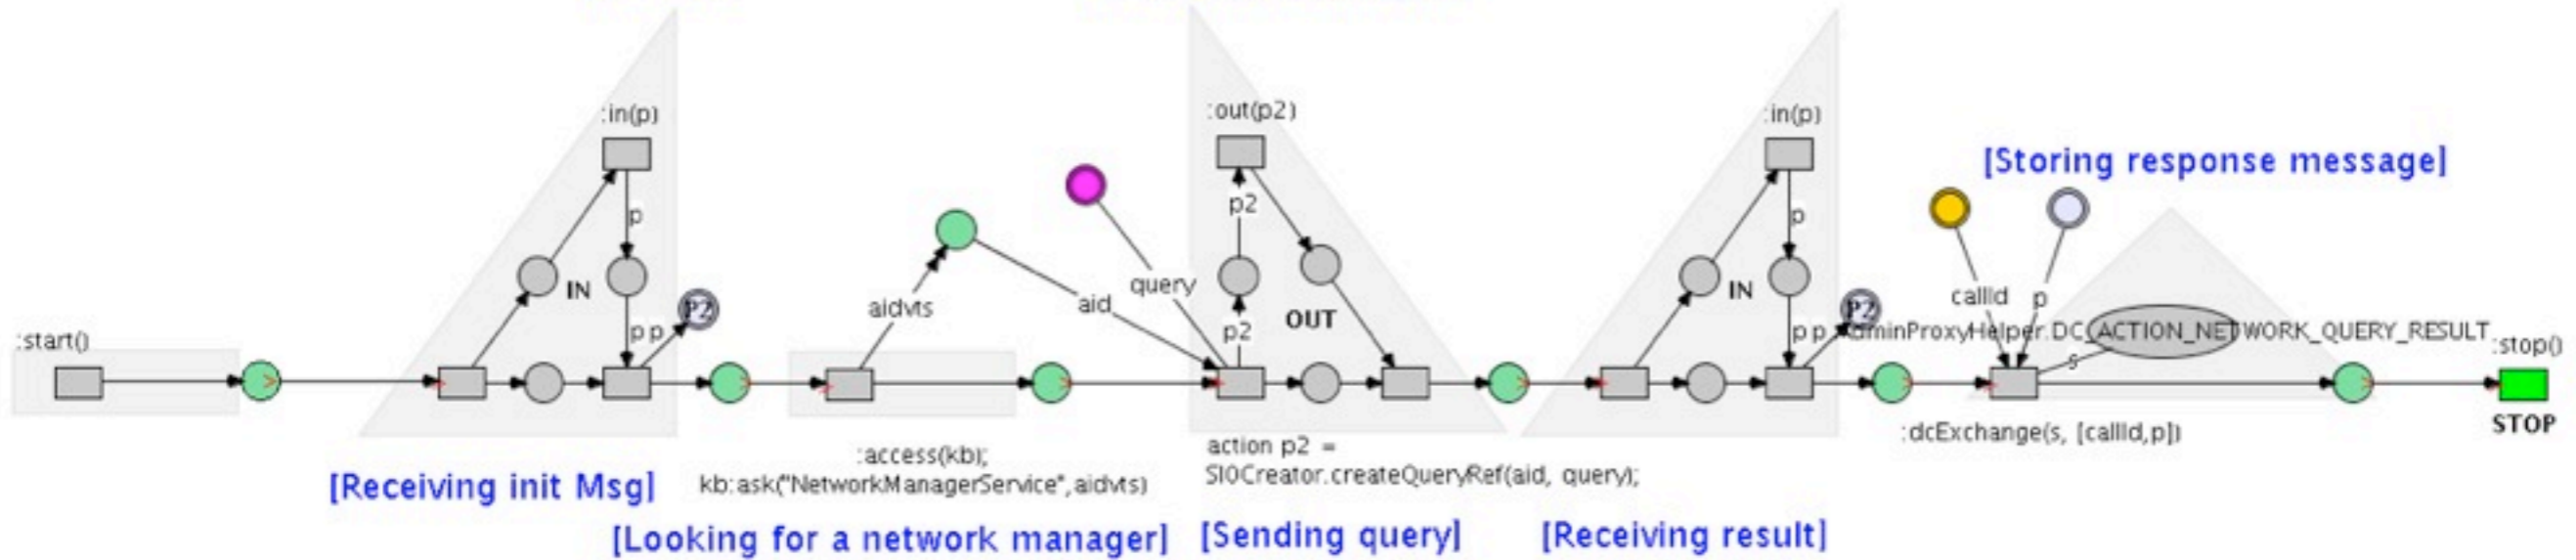 :in(p)
:out(p2)
:in(p)
[Storing response message]
p
p2
p
query
callId
p
IN
aid
IN
aidvts
P2
P2
OUT
p p
p2
p p
DC_ACTION_NETWORK_QUERY_RESULT
:start()
:stop()
s
STOP
:dcExchange(s, [callId,p])
:access(kb);
action p2 =
kb:ask("NetworkManagerService",aidvts)
SIOCreator.createQueryRef(aid, query);
[Receiving init Msg]
[Looking for a network manager]
[Sending query]
[Receiving result]